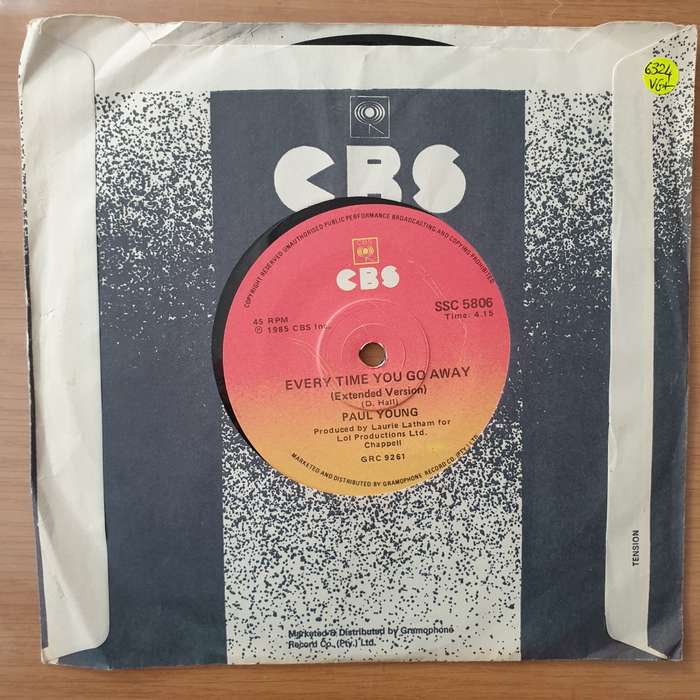 6324
VG+
CBS
COPYRIGHT RESERVED UNAUTHORISED PUBLIC PERFORMANCE BROADCASTING AND COPYING PROHIBITED
CBS
CBS
SSC 5806
Time: 4.15
45 RPM
℗ 1985 CBS Inc.
EVERY TIME YOU GO AWAY
(Extended Version)
(D. Hall)
PAUL YOUNG
Produced by Laurie Latham for
Lol Productions Ltd.
Chappell
GRC 9261
MARKETED AND DISTRIBUTED BY GRAMOPHONE RECORD CO. (PTY.) LTD.
TENSION
Marketed & Distributed by Gramophone
Record Co. (Pty.) Ltd.